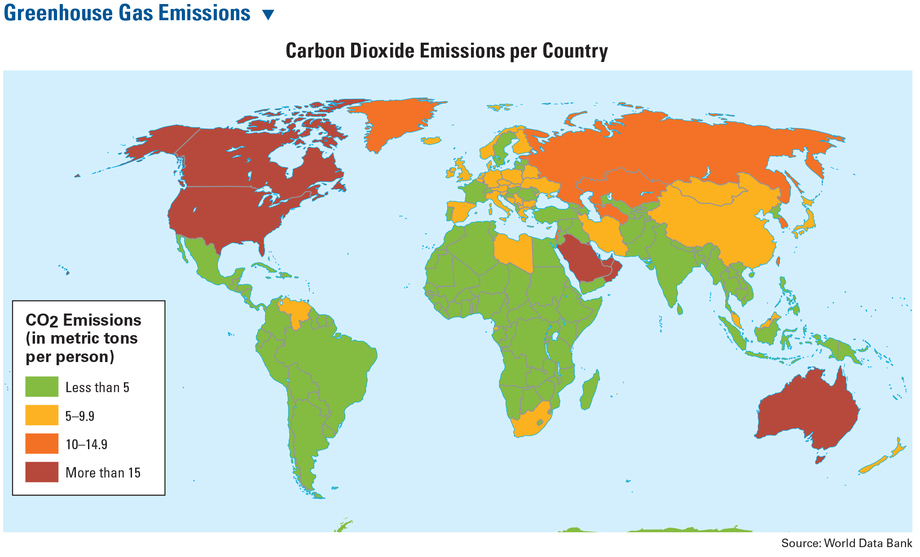 Greenhouse Gas Emissions ▼
Carbon Dioxide Emissions per Country
CO2 Emissions
(in metric tons
per person)
Less than 5
5–9.9
10–14.9
More than 15
Source: World Data Bank